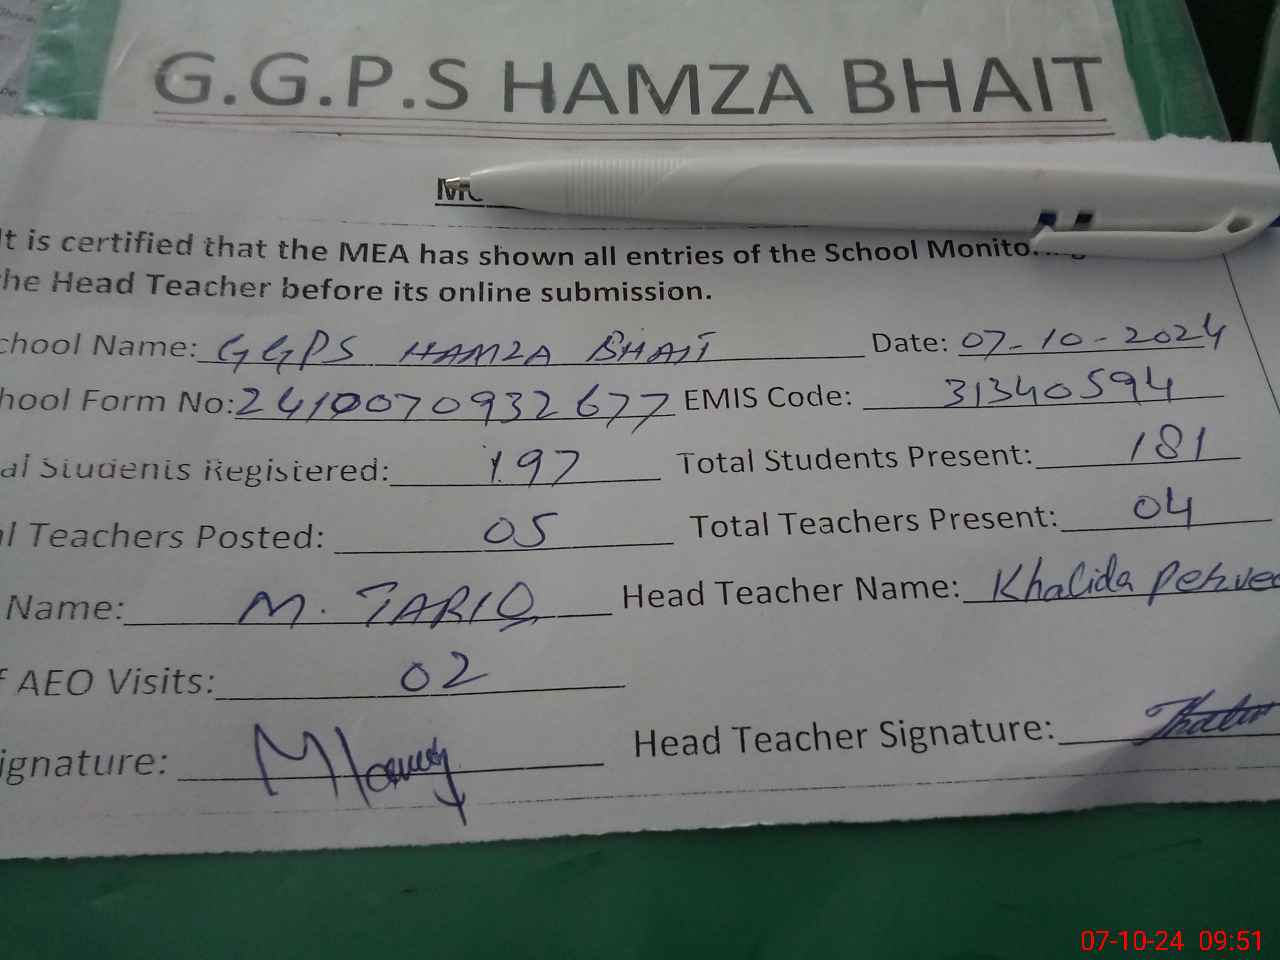 G.G.P.S HAMZA BHAIT
It is certified that the MEA has shown all entries of the School Monito
he Head Teacher before its online submission.
chool Name: GGPS HAMZA BHAIT Date: 07-10-2024
hool Form No: 2410070932677 EMIS Code: 31340594
al Students Registered: 197 Total Students Present: 181
l Teachers Posted: 05 Total Teachers Present: 04
Name: M. TARIQ Head Teacher Name: Khalida Pervee
f AEO Visits: 02
ignature: Head Teacher Signature:
07-10-24 09:51